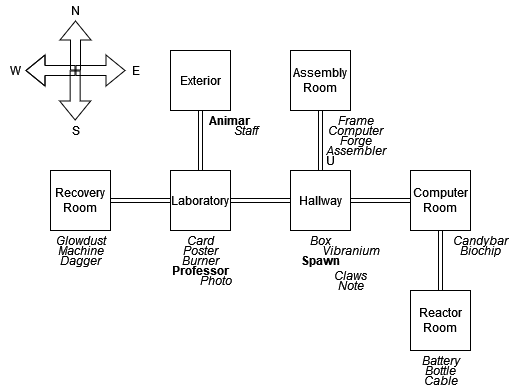 N
W
E
S
Exterior
Animar
Staff
Assembly
Room
Frame
Computer
Forge
Assembler
U
Recovery
Room
Glowdust
Machine
Dagger
Laboratory
Card
Poster
Burner
Professor
Photo
Hallway
Box
Vibranium
Spawn
Claws
Note
Computer
Room
Candybar
Biochip
Reactor
Room
Battery
Bottle
Cable